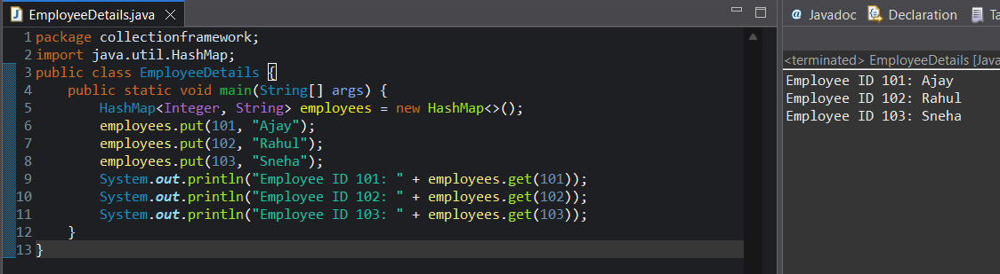 EmployeeDetails.java
1 package collectionframework;
2 import java.util.HashMap;
3 public class EmployeeDetails {
4     public static void main(String[] args) {
5         HashMap<Integer, String> employees = new HashMap<>();
6         employees.put(101, "Ajay");
7         employees.put(102, "Rahul");
8         employees.put(103, "Sneha");
9         System.out.println("Employee ID 101: " + employees.get(101));
10         System.out.println("Employee ID 102: " + employees.get(102));
11         System.out.println("Employee ID 103: " + employees.get(103));
12     }
13 }
@ Javadoc Declaration Ta
<terminated> EmployeeDetails [Java
Employee ID 101: Ajay
Employee ID 102: Rahul
Employee ID 103: Sneha